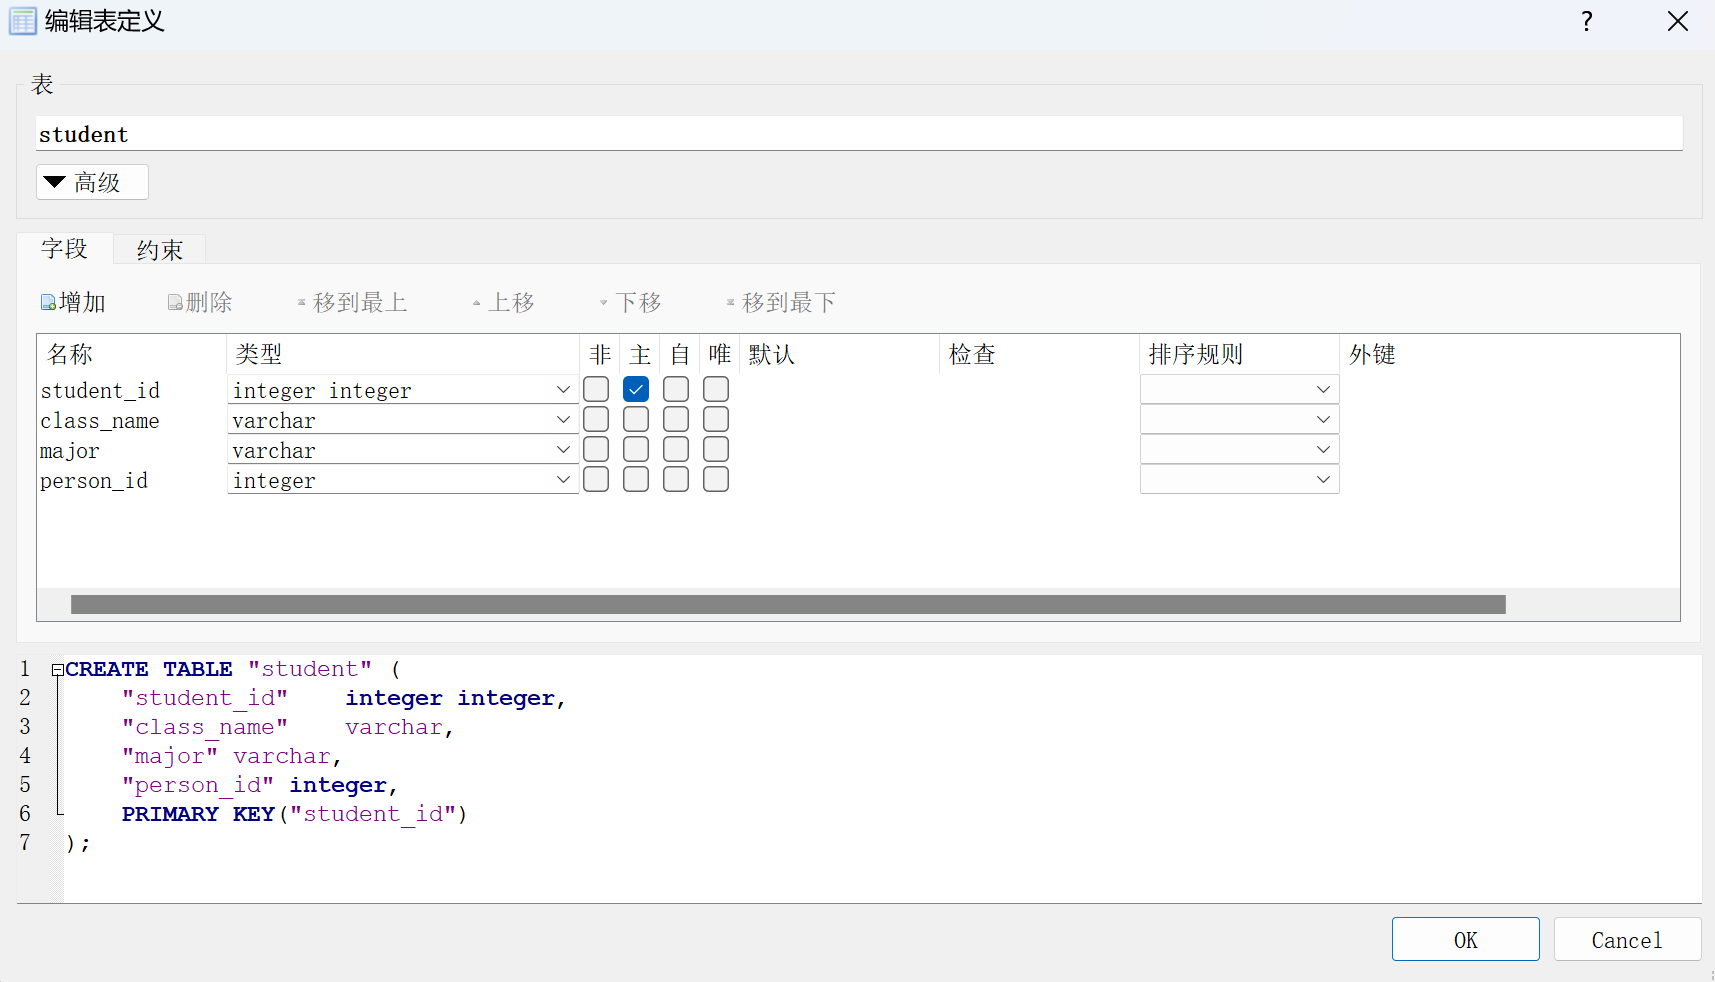 编辑表定义
?
表
student
高级
字段 约束
增加 删除 移到最上 上移 下移 移到最下
名称 类型 非 主 自 唯 默认 检查 排序规则 外键
student_id integer integer
class_name varchar
major varchar
person_id integer
1 CREATE TABLE "student" (
2 "student_id" integer integer,
3 "class_name" varchar,
4 "major" varchar,
5 "person_id" integer,
6 PRIMARY KEY("student_id")
7 );
OK Cancel